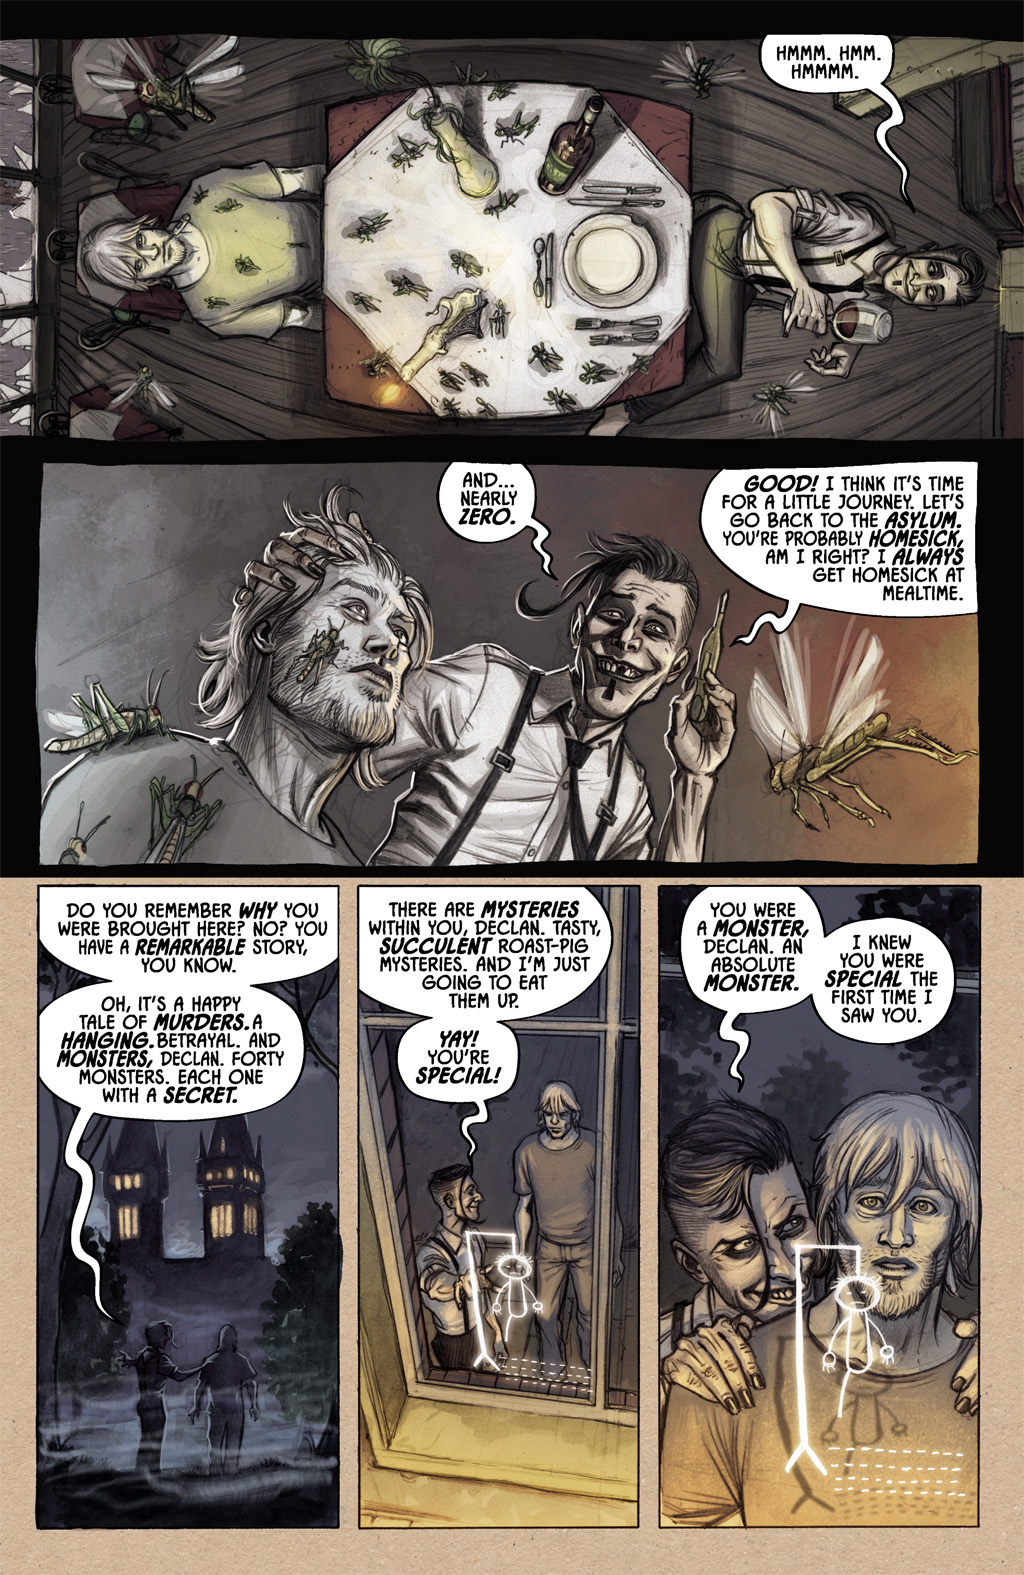 HMMM. HMM.
HMMMM.
AND...
NEARLY
ZERO.
GOOD! I THINK IT'S TIME
FOR A LITTLE JOURNEY. LET'S
GO BACK TO THE ASYLUM.
YOU'RE PROBABLY HOMESICK,
AM I RIGHT? I ALWAYS
GET HOMESICK AT
MEALTIME.
DO YOU REMEMBER WHY YOU
WERE BROUGHT HERE? NO? YOU
HAVE A REMARKABLE STORY,
YOU KNOW.
OH, IT'S A HAPPY
TALE OF MURDERS. A
HANGING. BETRAYAL. AND
MONSTERS, DECLAN. FORTY
MONSTERS. EACH ONE
WITH A SECRET.
THERE ARE MYSTERIES
WITHIN YOU, DECLAN. TASTY,
SUCCULENT ROAST-PIG
MYSTERIES. AND I'M JUST
GOING TO EAT
THEM UP.
YAY!
YOU'RE
SPECIAL!
YOU WERE
A MONSTER,
DECLAN. AN
ABSOLUTE
MONSTER.
I KNEW
YOU WERE
SPECIAL THE
FIRST TIME I
SAW YOU.